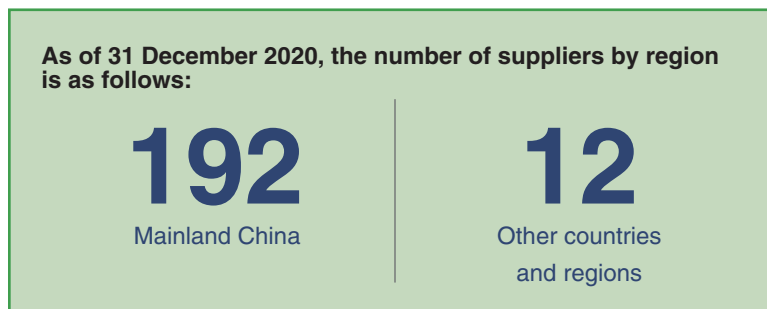 As of 31 December 2020, the number of suppliers by region
is as follows:
192
Mainland China
12
Other countries
and regions